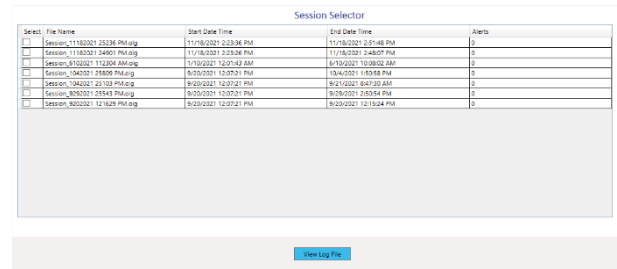 Session Selector
Select File Name Start Date Time End Date Time Alerts
Session_11182021 25236 PM.olg 11/18/2021 2:23:36 PM 11/18/2021 2:51:48 PM 0
Session_11182021 24901 PM.olg 11/18/2021 2:23:26 PM 11/18/2021 2:48:07 PM 0
Session_6102021 112304 AM.olg 1/10/2021 12:01:43 AM 6/10/2021 10:08:02 AM 0
Session_1042021 25809 PM.olg 9/20/2021 12:07:21 PM 10/4/2021 1:50:58 PM 0
Session_1042021 25103 PM.olg 9/20/2021 12:07:21 PM 9/21/2021 8:47:30 AM 0
Session_9292021 25543 PM.olg 9/20/2021 12:07:21 PM 9/29/2021 2:50:54 PM 0
Session_9202021 121629 PM.olg 9/20/2021 12:07:21 PM 9/20/2021 12:15:24 PM 0
View Log File